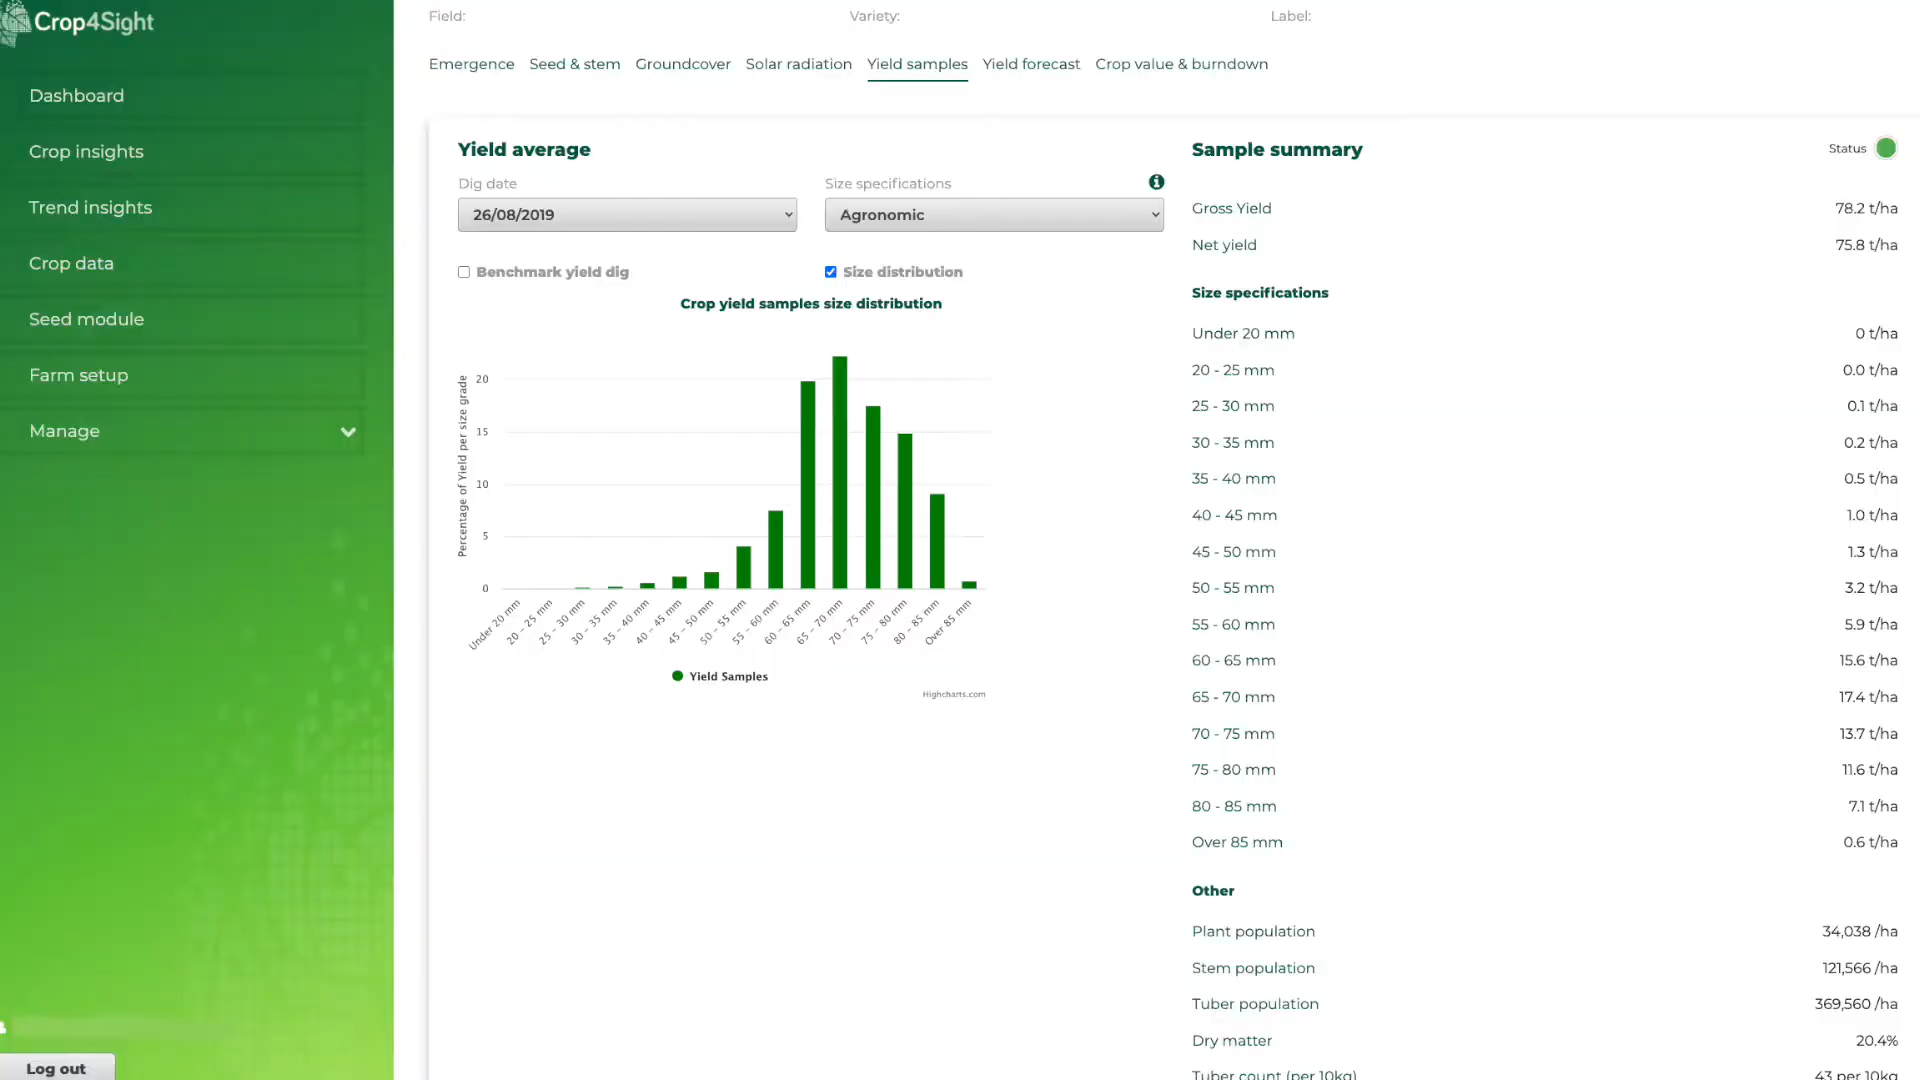 Crop4Sight
Dashboard
Crop insights
Trend insights
Crop data
Seed module
Farm setup
Manage
Log out
Field: Variety: Label:
Emergence Seed & stem Groundcover Solar radiation Yield samples Yield forecast Crop value & burndown
Yield average
Dig date Size specifications
26/08/2019 Agronomic
Benchmark yield dig Size distribution
Crop yield samples size distribution
Percentage of Yield per size grade
20
15
10
5
0
Under 20 mm
20 - 25 mm
25 - 30 mm
30 - 35 mm
35 - 40 mm
40 - 45 mm
45 - 50 mm
50 - 55 mm
55 - 60 mm
60 - 65 mm
65 - 70 mm
70 - 75 mm
75 - 80 mm
80 - 85 mm
Over 85 mm
Yield Samples
Highcharts.com
Sample summary Status
Gross Yield 78.2 t/ha
Net yield 75.8 t/ha
Size specifications
Under 20 mm 0 t/ha
20 - 25 mm 0.0 t/ha
25 - 30 mm 0.1 t/ha
30 - 35 mm 0.2 t/ha
35 - 40 mm 0.5 t/ha
40 - 45 mm 1.0 t/ha
45 - 50 mm 1.3 t/ha
50 - 55 mm 3.2 t/ha
55 - 60 mm 5.9 t/ha
60 - 65 mm 15.6 t/ha
65 - 70 mm 17.4 t/ha
70 - 75 mm 13.7 t/ha
75 - 80 mm 11.6 t/ha
80 - 85 mm 7.1 t/ha
Over 85 mm 0.6 t/ha
Other
Plant population 34,038 /ha
Stem population 121,566 /ha
Tuber population 369,560 /ha
Dry matter 20.4%
Tuber count (per 10kg) 43 per 10kg